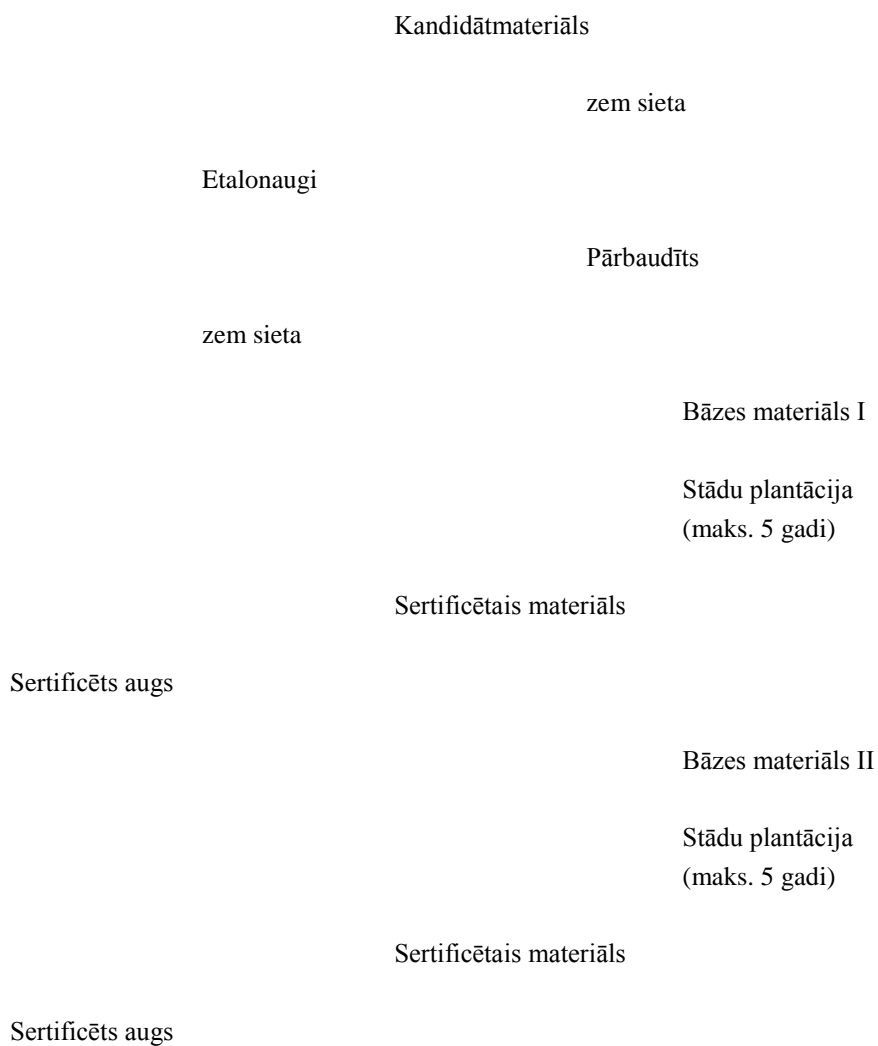 Kandidātmateriāls
zem sieta
Etalonaugi
Pārbaudīts
zem sieta
Bāzes materiāls I
Stādu plantācija
(maks. 5 gadi)
Sertificētais materiāls
Sertificēts augs
Bāzes materiāls II
Stādu plantācija
(maks. 5 gadi)
Sertificētais materiāls
Sertificēts augs